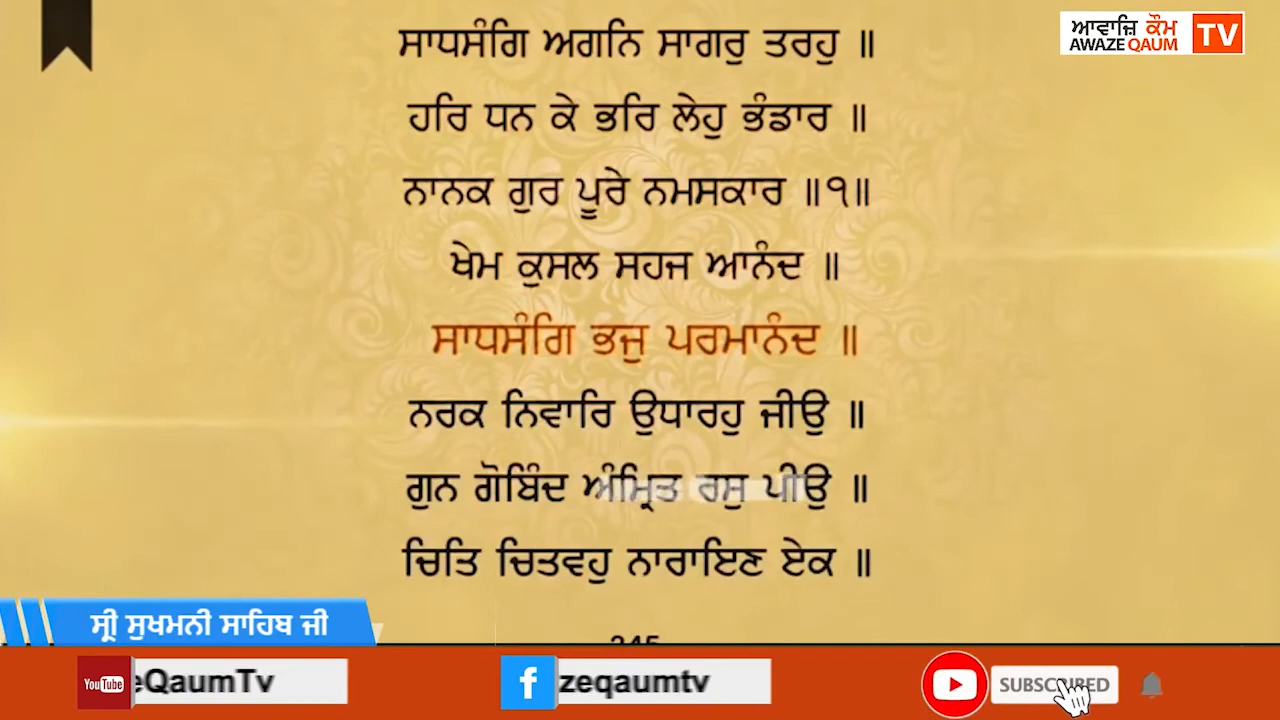 ਆਵਾਜ਼ਿ ਕੌਮ
AWAZE QAUM TV
ਸਾਧਸੰਗਿ ਅਗਨਿ ਸਾਗਰੁ ਤਰਹੁ ॥
ਹਰਿ ਧਨ ਕੇ ਭਰਿ ਲੇਹੁ ਭੰਡਾਰ ॥
ਨਾਨਕ ਗੁਰ ਪੂਰੇ ਨਮਸਕਾਰ ॥੧॥
ਖੇਮ ਕੁਸਲ ਸਹਜ ਆਨੰਦ ॥
ਸਾਧਸੰਗਿ ਭਜੁ ਪਰਮਾਨੰਦ ॥
ਨਰਕ ਨਿਵਾਰਿ ਉਧਾਰਹੁ ਜੀਉ ॥
ਗੁਨ ਗੋਬਿੰਦ ਅੰਮ੍ਰਿਤ ਰਸੁ ਪੀਉ ॥
ਚਿਤਿ ਚਿਤਵਹੁ ਨਾਰਾਇਣ ਏਕ ॥
ਸ੍ਰੀ ਸੁਖਮਨੀ ਸਾਹਿਬ ਜੀ
YouTube eQaumTv
f zeqaumtv
SUBSCRIBED